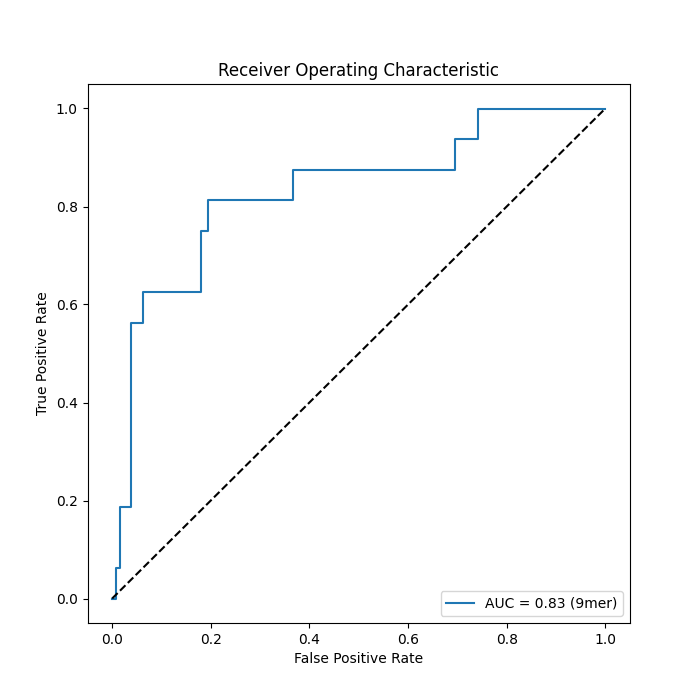 Receiver Operating Characteristic
True Positive Rate
1.0
0.8
0.6
0.4
0.2
0.0
0.0 0.2 0.4 0.6 0.8 1.0
False Positive Rate
AUC = 0.83 (9mer)